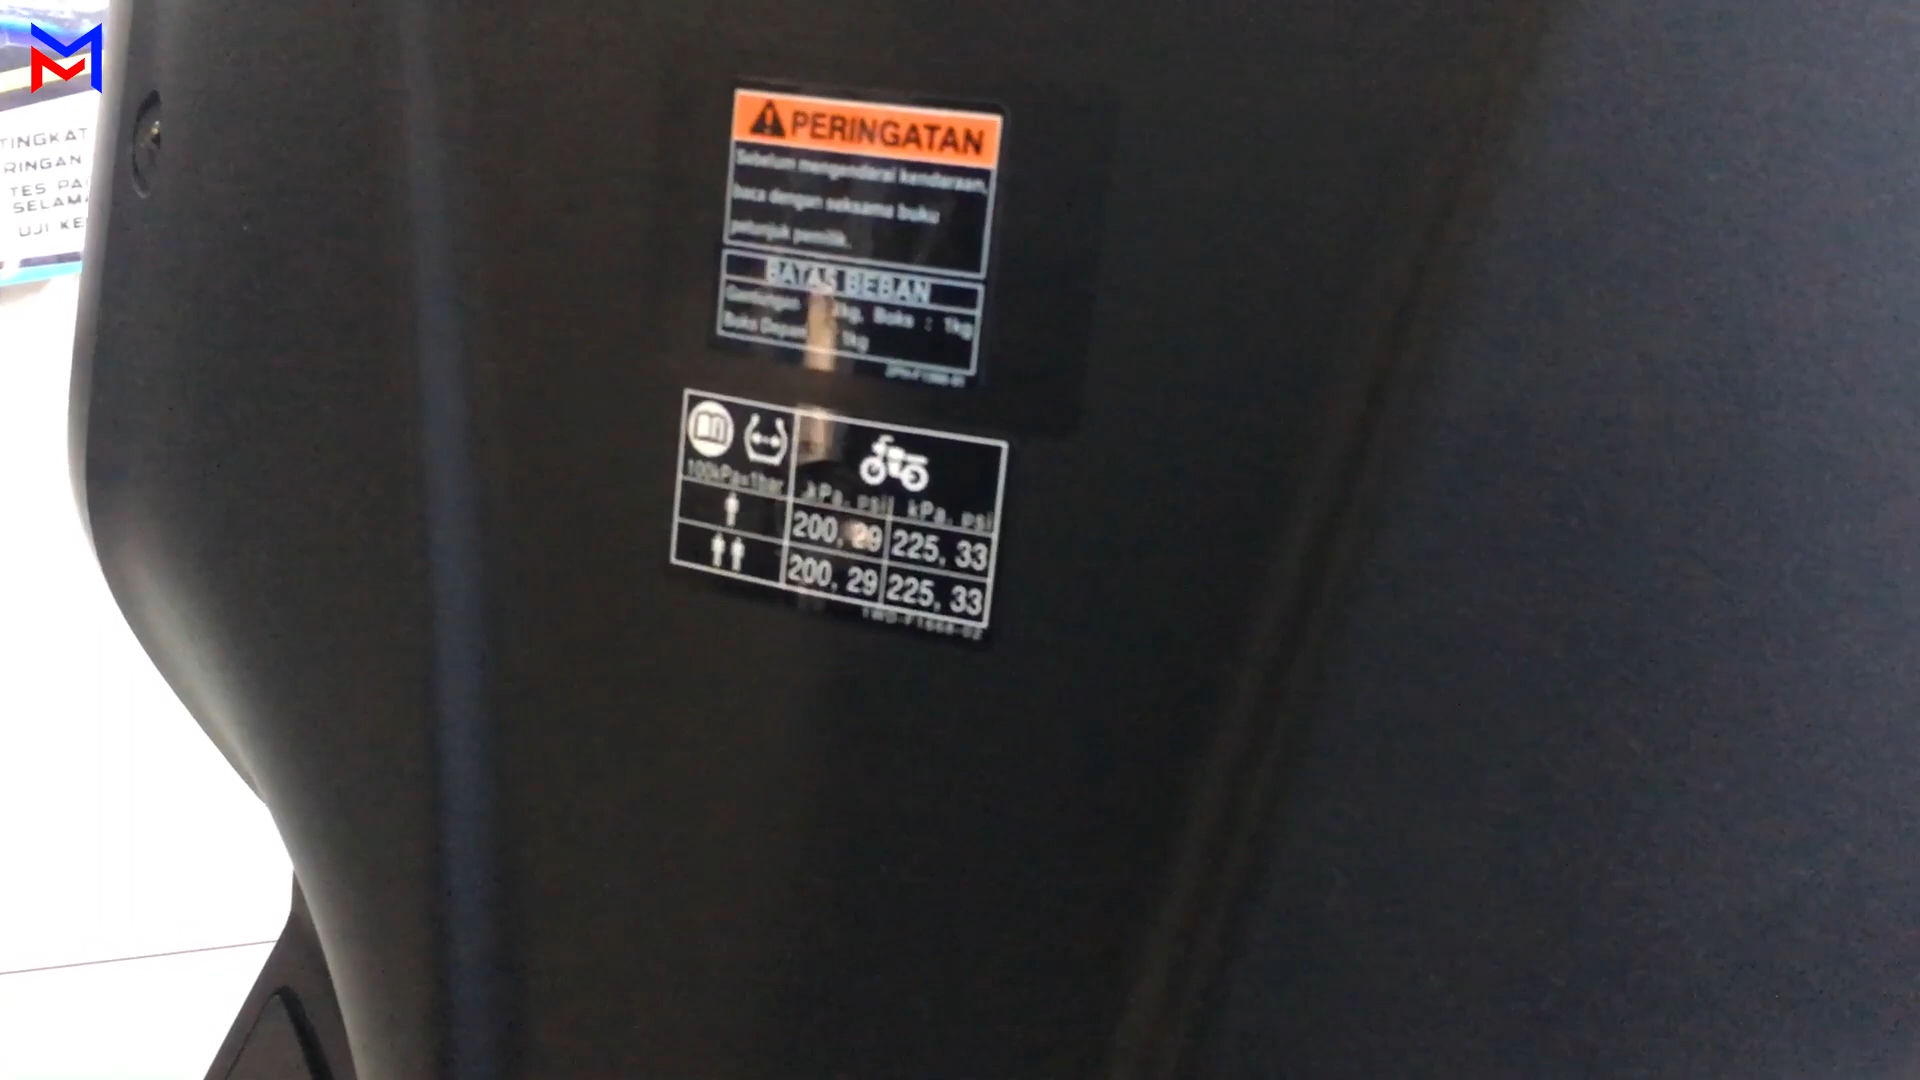 TINGKAT
RINGAN
TES PA
SELAMA
UJI KE
PERINGATAN
Sebelum mengendarai kendaraan,
baca dengan seksama buku
petunjuk pemilik.
BATAS BEBAN
Gantungan kg, Boks : 1kg
Boks Depan 1kg
100kPa=1bar
kPa, psi kPa, psi
200, 29 225, 33
200, 29 225, 33